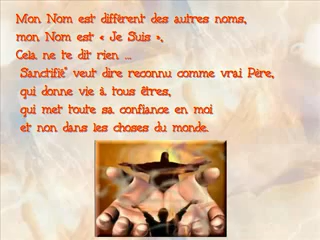 Mon Nom est différent des autres noms,
mon Nom est « Je Suis »,
Cela ne te dit rien ...
Sanctifié" veut dire reconnu comme vrai Père,
qui donne vie à tous êtres,
qui met toute sa confiance en moi
et non dans les choses du monde.